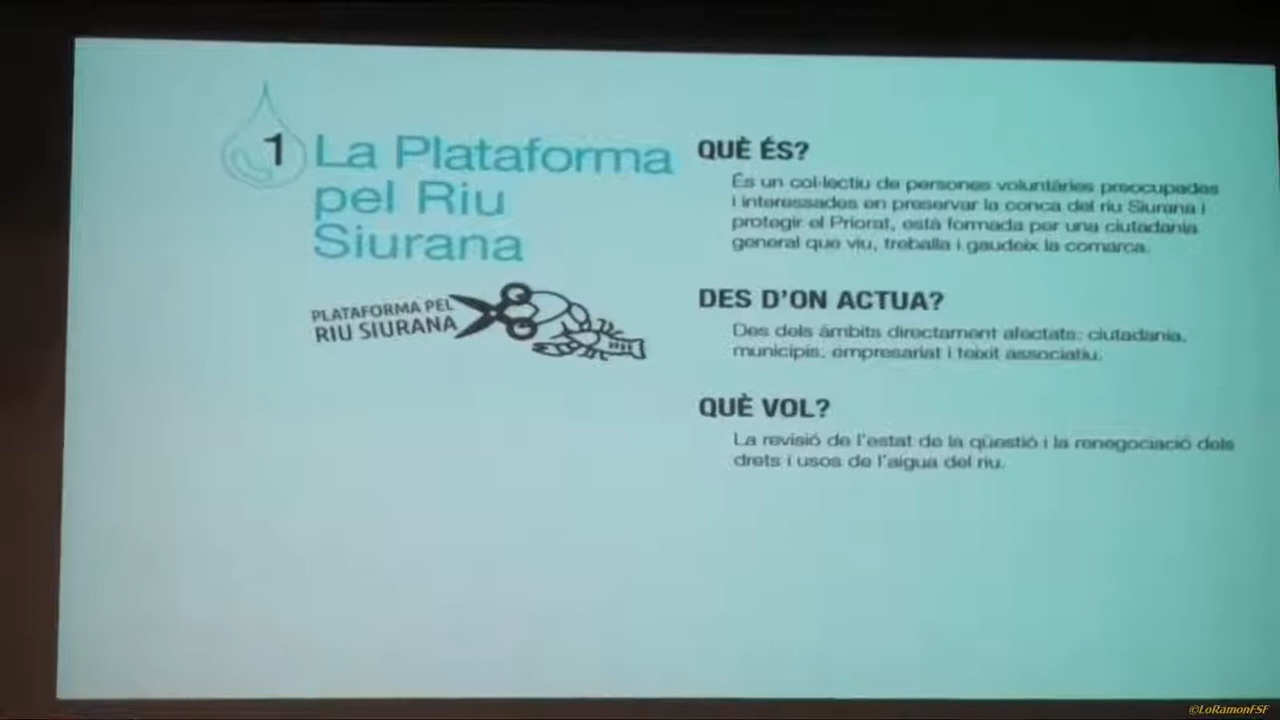 1
La Plataforma
pel Riu
Siurana
PLATAFORMA PEL
RIU SIURANA
QUÈ ÉS?
És un col·lectiu de persones voluntàries preocupades
i interessades en preservar la conca del riu Siurana i
protegir el Priorat, està formada per una ciutadania
general que viu, treballa i gaudeix la comarca.
DES D'ON ACTUA?
Des dels àmbits directament afectats: ciutadania,
municipis, empresariat i teixit associatiu.
QUÈ VOL?
La revisió de l'estat de la qüestió i la renegociació dels
drets i usos de l'aigua del riu.
©LoRamonFSF